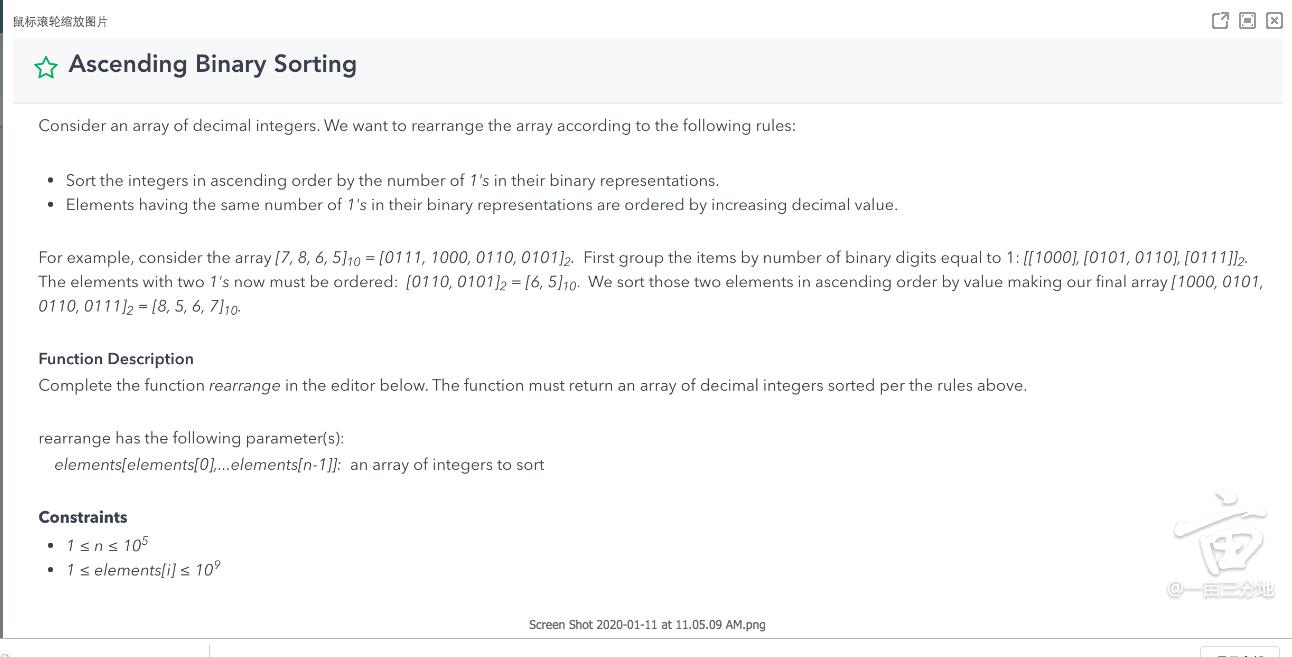 鼠标滚轮缩放图片
Ascending Binary Sorting
Consider an array of decimal integers. We want to rearrange the array according to the following rules:
• Sort the integers in ascending order by the number of 1's in their binary representations.
• Elements having the same number of 1's in their binary representations are ordered by increasing decimal value.
For example, consider the array [7, 8, 6, 5]10 = [0111, 1000, 0110, 0101]2. First group the items by number of binary digits equal to 1: [[1000], [0101, 0110], [0111]]2.
The elements with two 1's now must be ordered: [0110, 0101]2 = [6, 5]10. We sort those two elements in ascending order by value making our final array [1000, 0101,
0110, 0111]2 = [8, 5, 6, 7]10.
Function Description
Complete the function rearrange in the editor below. The function must return an array of decimal integers sorted per the rules above.
rearrange has the following parameter(s):
elements[elements[0],...elements[n-1]]: an array of integers to sort
Constraints
• 1 ≤ n ≤ 10^5
• 1 ≤ elements[i] ≤ 10^9
亩
@一亩三分地
Screen Shot 2020-01-11 at 11.05.09 AM.png